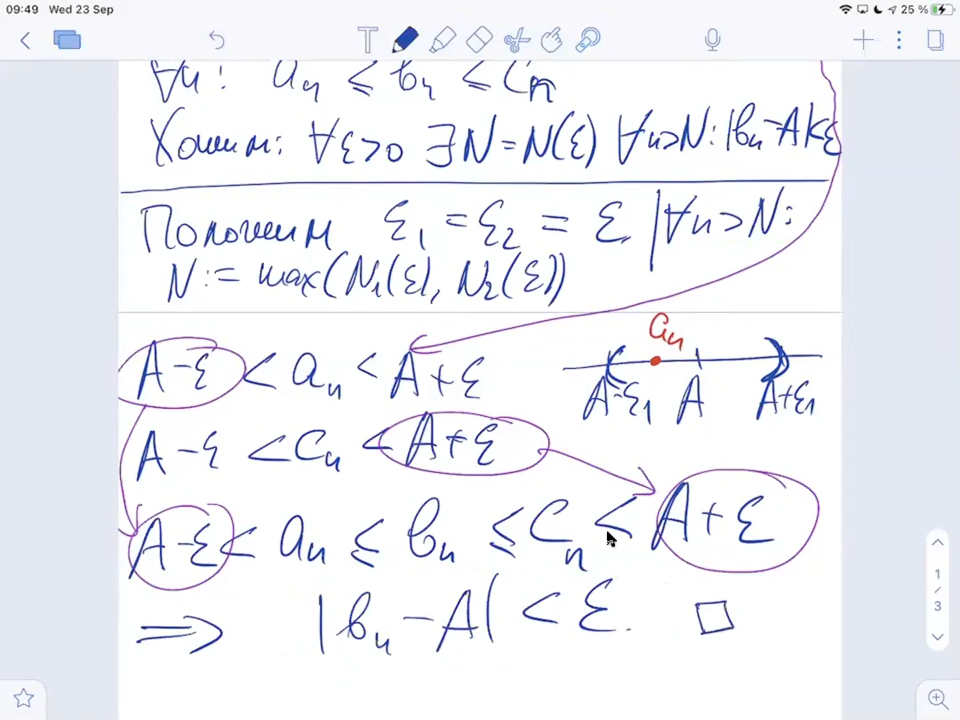 09:49 Wed 23 Sep
25 %
T
∀n: aₙ ≤ bₙ ≤ cₙ
Хотим: ∀ε>0 ∃N=N(ε) ∀n>N: |bₙ-A|<ε
Положим ε₁ = ε₂ = ε | ∀n>N:
N:= max(N₁(ε), N₂(ε))
A-ε < aₙ < A+ε
aₙ
A-ε₁ A A+ε₁
A-ε < cₙ < A+ε
A-ε < aₙ ≤ bₙ ≤ cₙ < A+ε
⇒ |bₙ-A| < ε. □
1
/
3